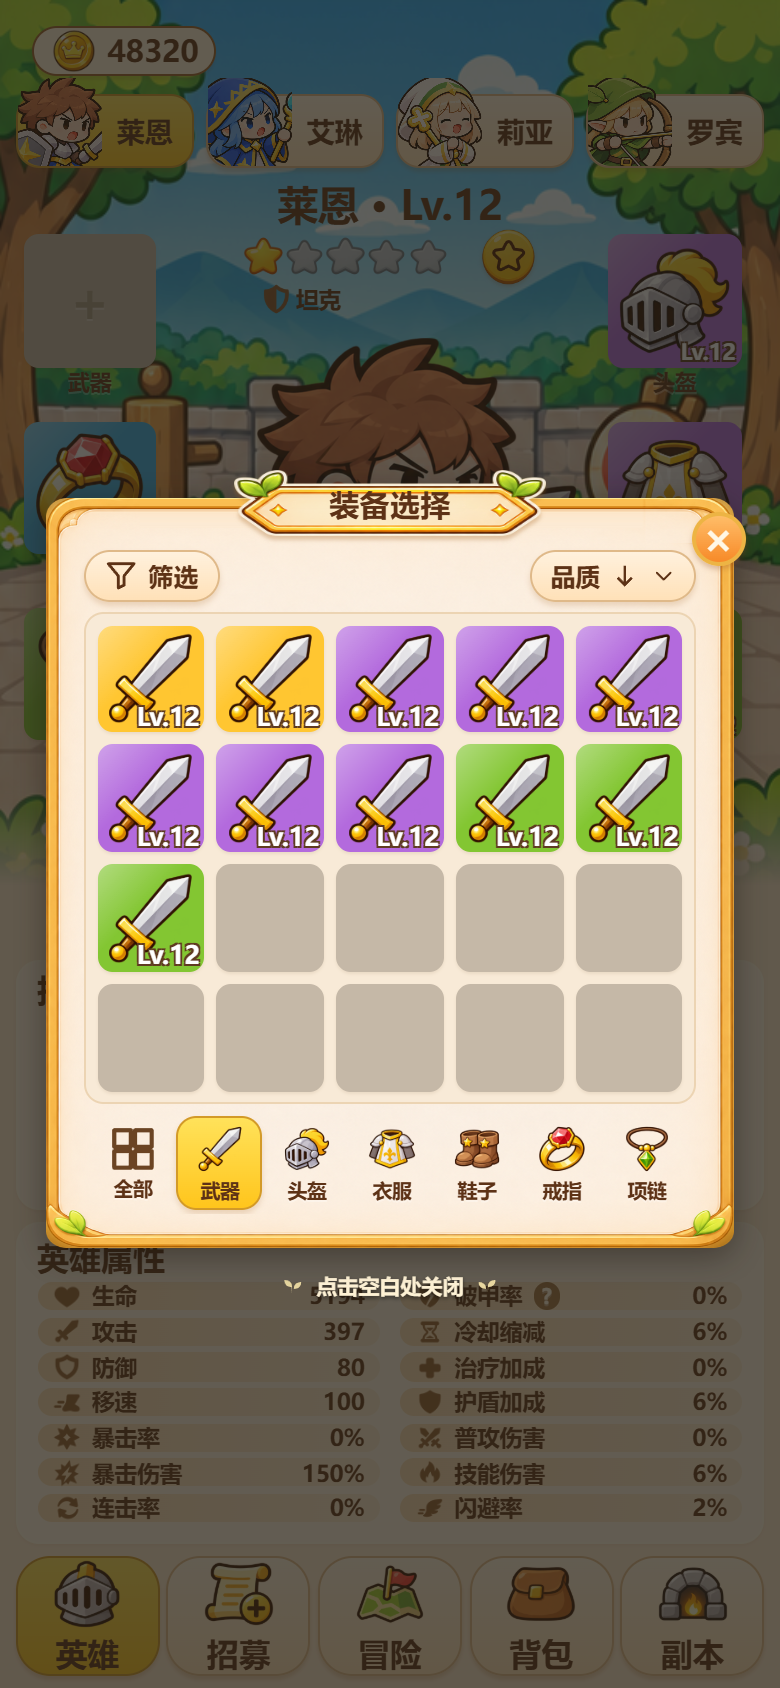 48320
莱恩
艾琳
莉亚
罗宾
莱恩•Lv.12
坦克
武器
Lv.12
头盔
装备选择
筛选
品质
Lv.12
Lv.12
Lv.12
Lv.12
Lv.12
Lv.12
Lv.12
Lv.12
Lv.12
Lv.12
Lv.12
全部
武器
头盔
衣服
鞋子
戒指
项链
英雄属性
点击空白处关闭
生命
破甲率
?
0%
攻击 397
冷却缩减 6%
防御 80
治疗加成 0%
移速 100
护盾加成 6%
暴击率 0%
普攻伤害 0%
暴击伤害 150%
技能伤害 6%
连击率 0%
闪避率 2%
英雄
招募
冒险
背包
副本